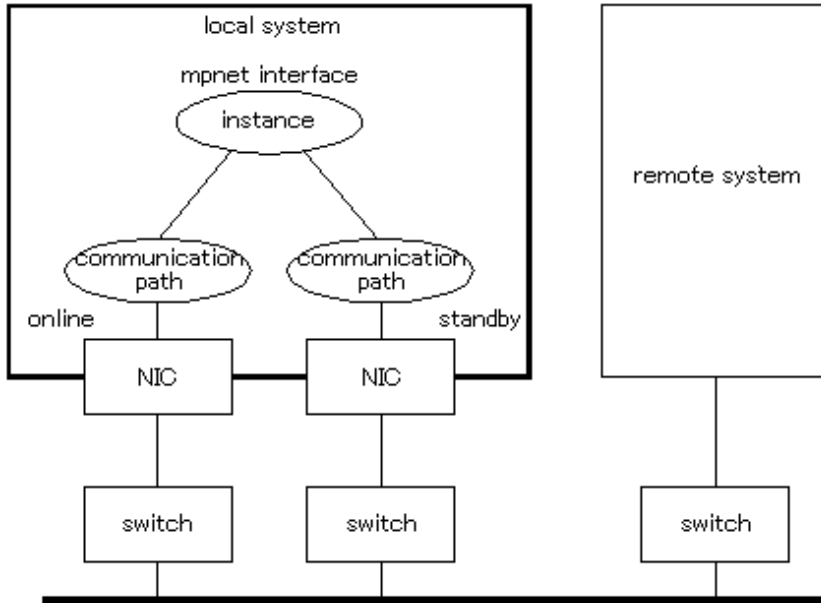 local system
mpnet interface
instance
remote system
communication
path
communication
path
online
standby
NIC
NIC
switch
switch
switch